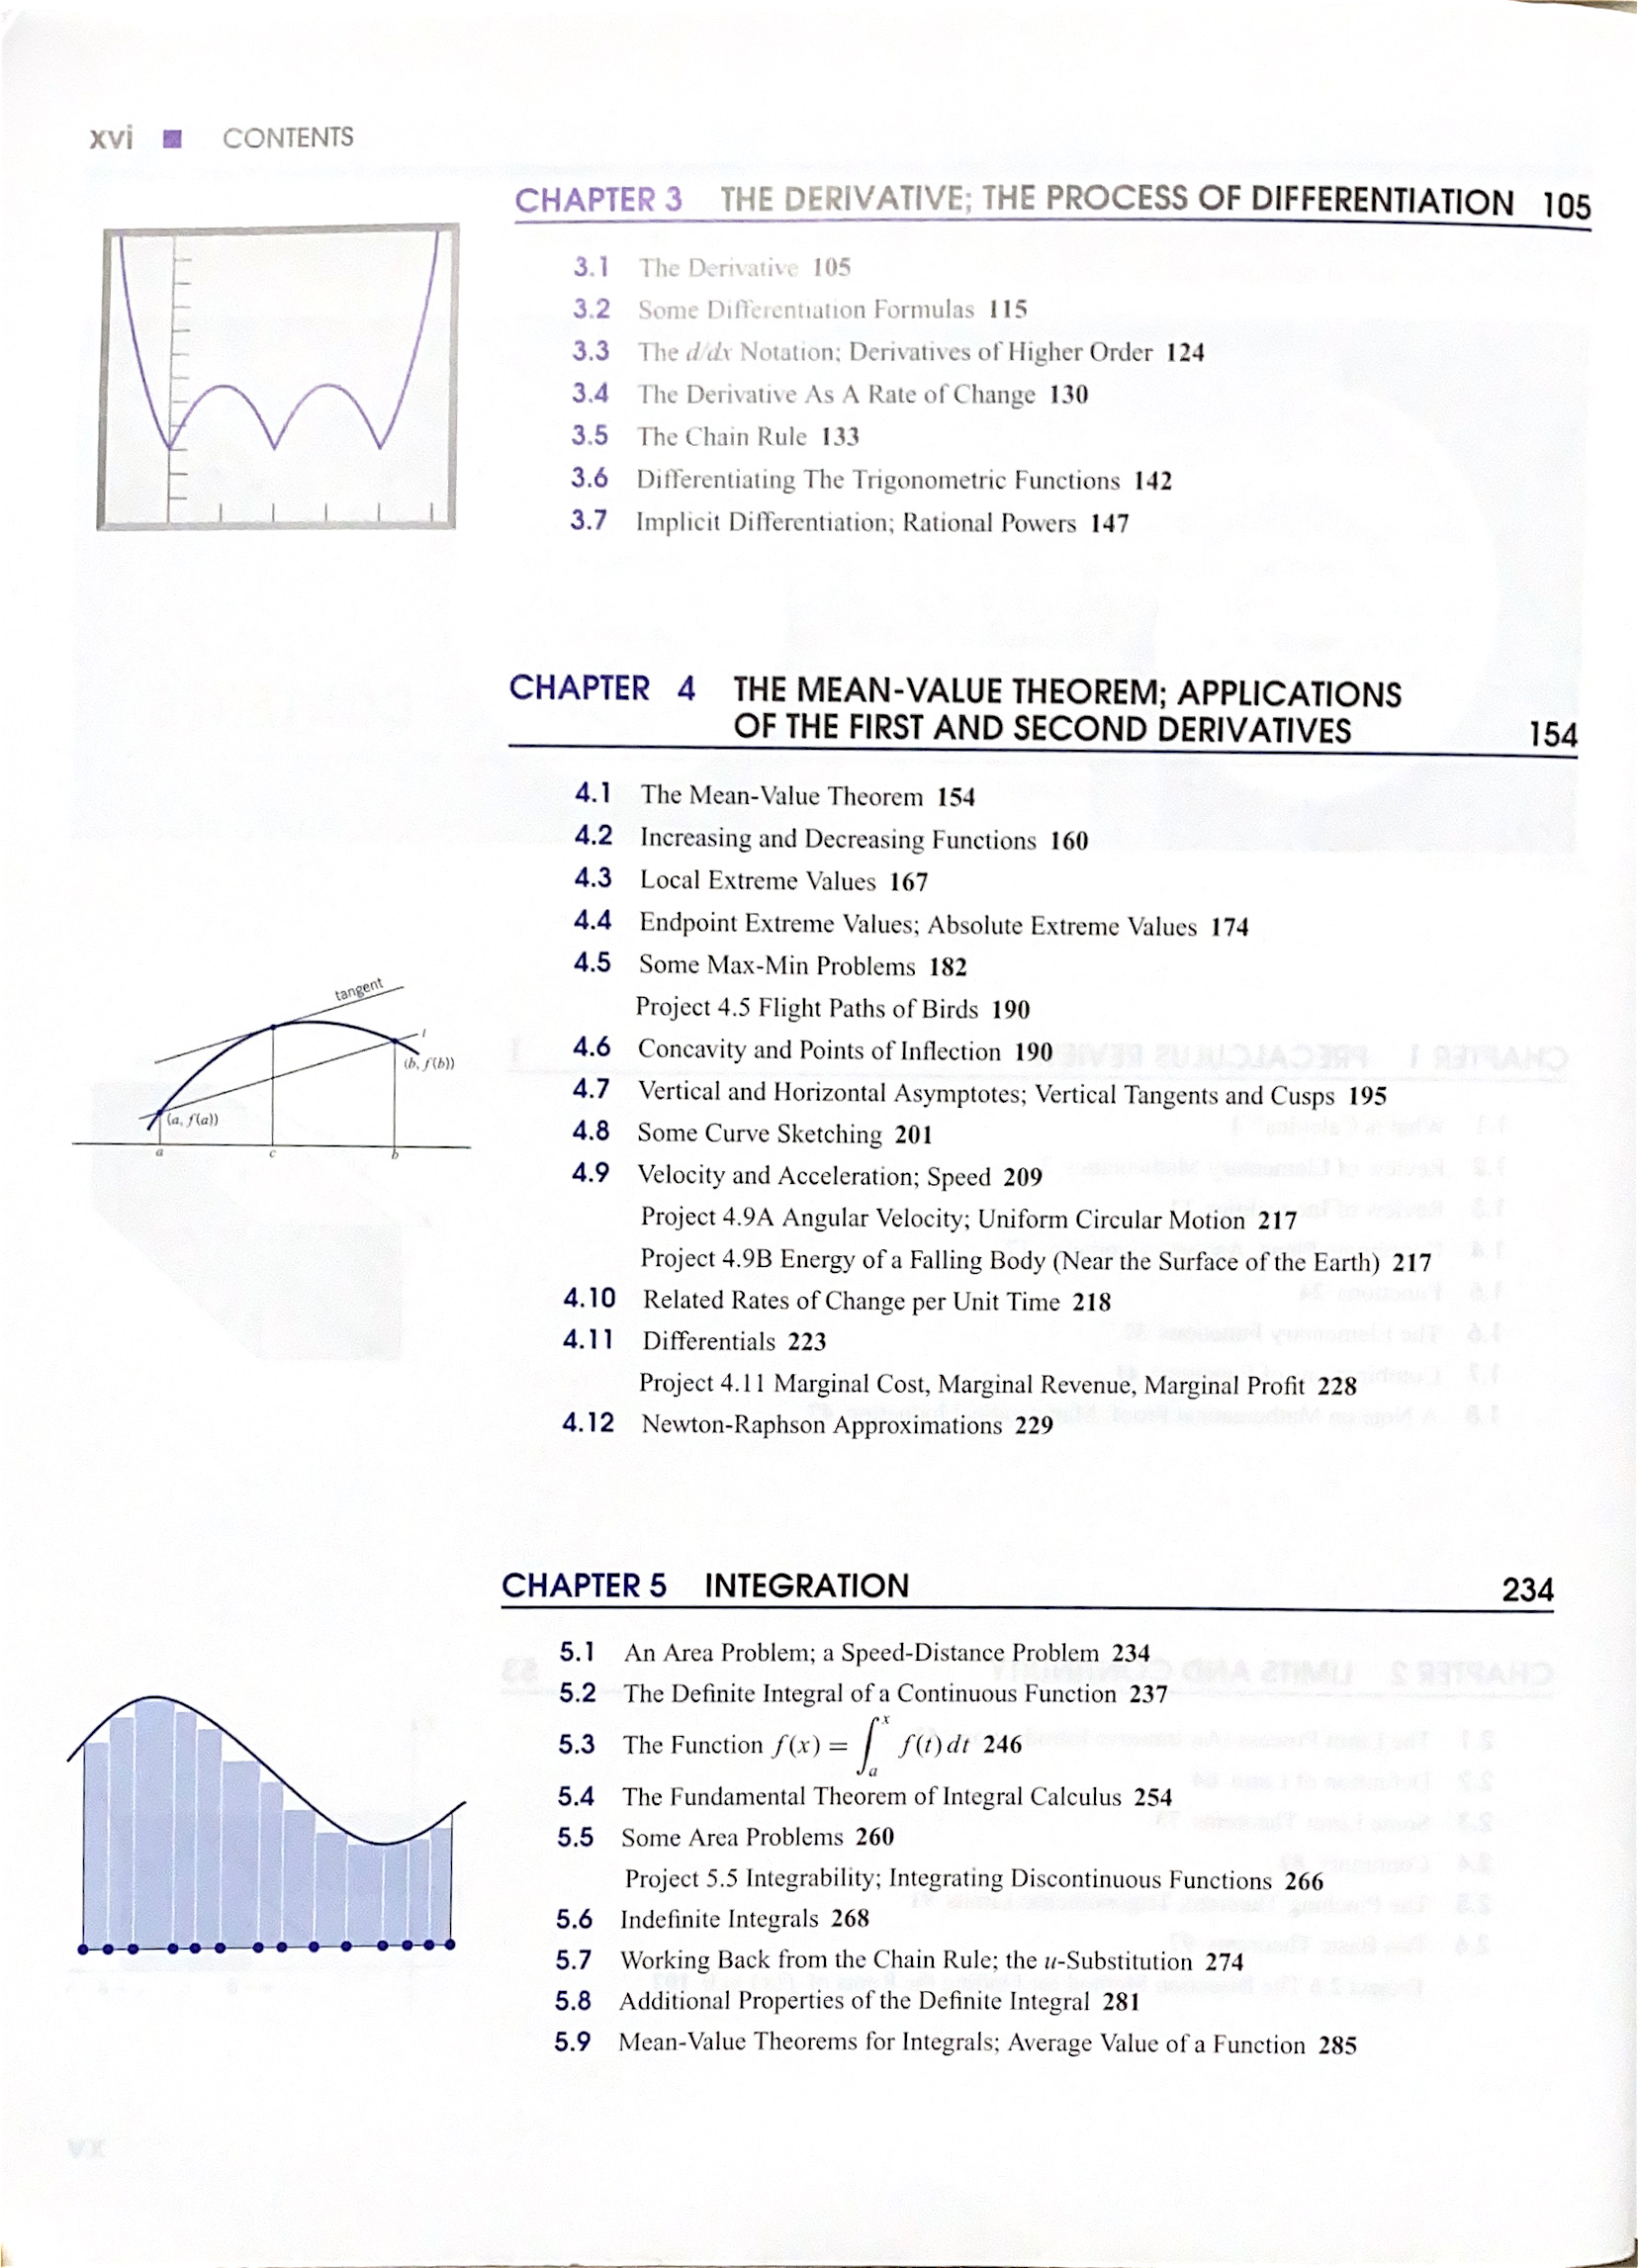 xvi ■ CONTENTS
CHAPTER 3 THE DERIVATIVE; THE PROCESS OF DIFFERENTIATION 105
3.1 The Derivative 105
3.2 Some Differentiation Formulas 115
3.3 The d/dx Notation; Derivatives of Higher Order 124
3.4 The Derivative As A Rate of Change 130
3.5 The Chain Rule 133
3.6 Differentiating The Trigonometric Functions 142
3.7 Implicit Differentiation; Rational Powers 147
CHAPTER 4 THE MEAN-VALUE THEOREM; APPLICATIONS
OF THE FIRST AND SECOND DERIVATIVES 154
4.1 The Mean-Value Theorem 154
4.2 Increasing and Decreasing Functions 160
4.3 Local Extreme Values 167
4.4 Endpoint Extreme Values; Absolute Extreme Values 174
4.5 Some Max-Min Problems 182
Project 4.5 Flight Paths of Birds 190
4.6 Concavity and Points of Inflection 190
4.7 Vertical and Horizontal Asymptotes; Vertical Tangents and Cusps 195
4.8 Some Curve Sketching 201
4.9 Velocity and Acceleration; Speed 209
Project 4.9A Angular Velocity; Uniform Circular Motion 217
Project 4.9B Energy of a Falling Body (Near the Surface of the Earth) 217
4.10 Related Rates of Change per Unit Time 218
4.11 Differentials 223
Project 4.11 Marginal Cost, Marginal Revenue, Marginal Profit 228
4.12 Newton-Raphson Approximations 229
tangent
l
(b, f(b))
(a, f(a))
a c b
CHAPTER 5 INTEGRATION 234
5.1 An Area Problem; a Speed-Distance Problem 234
5.2 The Definite Integral of a Continuous Function 237
5.3 The Function f(x) = ∫ₐˣ f(t) dt 246
5.4 The Fundamental Theorem of Integral Calculus 254
5.5 Some Area Problems 260
Project 5.5 Integrability; Integrating Discontinuous Functions 266
5.6 Indefinite Integrals 268
5.7 Working Back from the Chain Rule; the u-Substitution 274
5.8 Additional Properties of the Definite Integral 281
5.9 Mean-Value Theorems for Integrals; Average Value of a Function 285